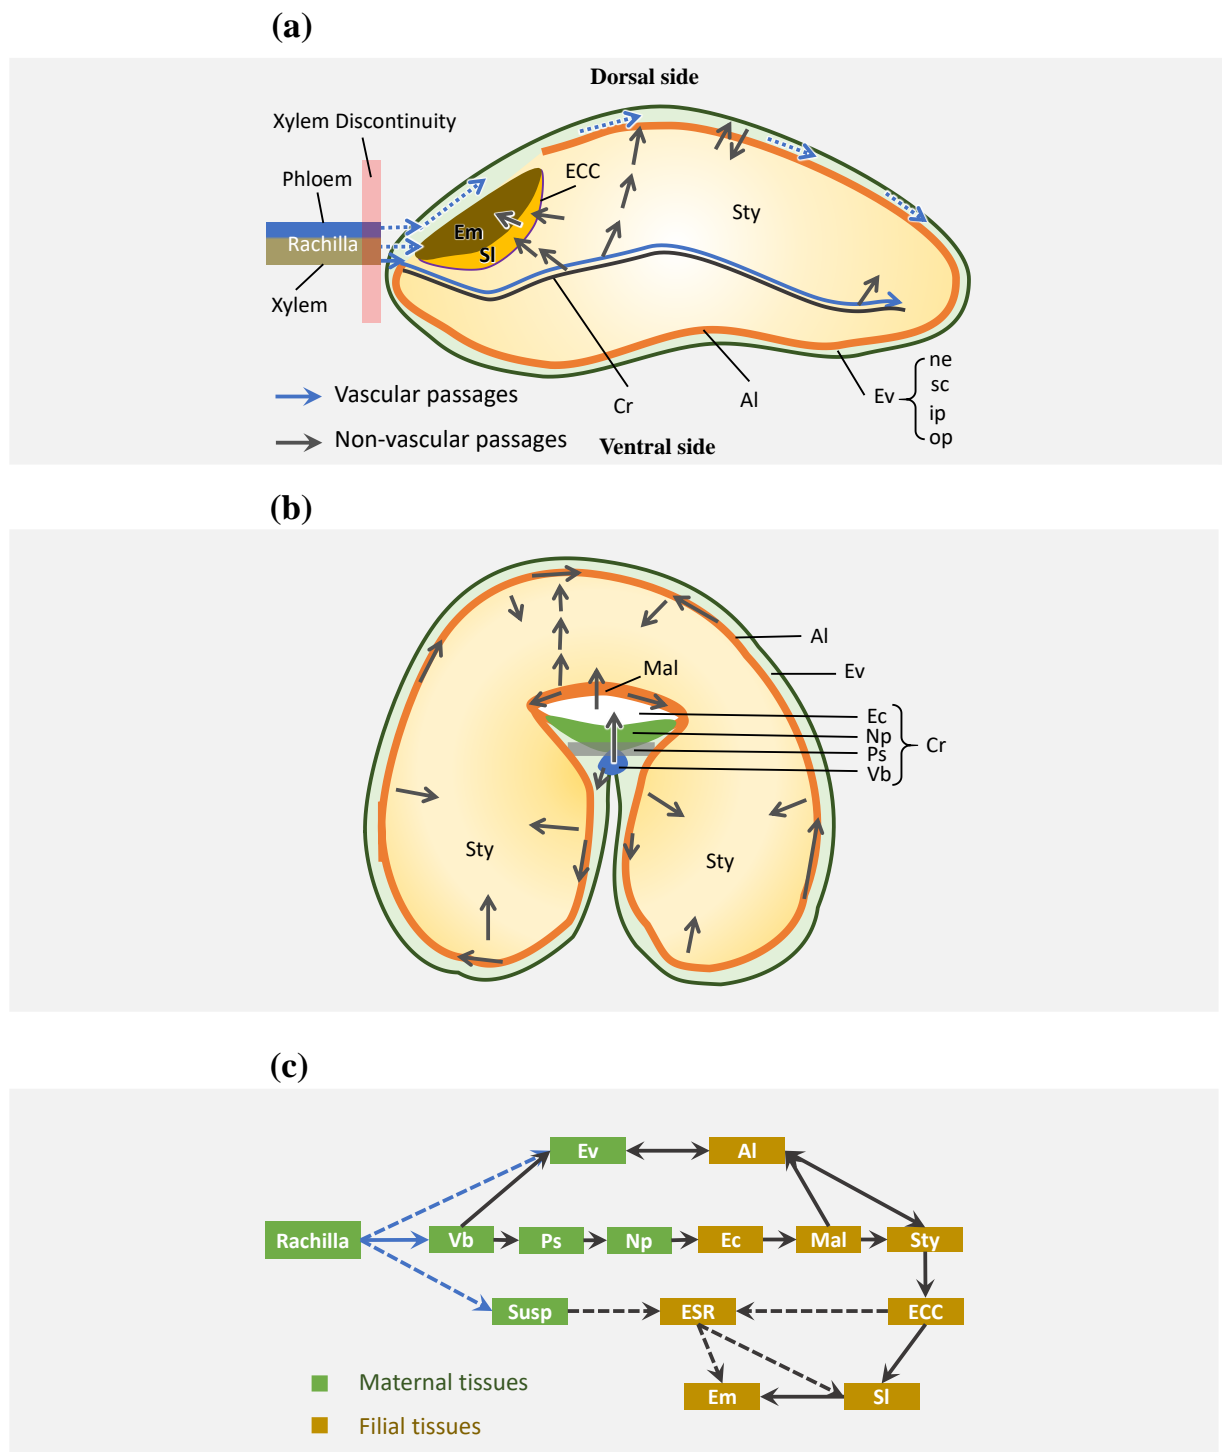 (a)
Dorsal side
Xylem Discontinuity
Phloem
ECC
Rachilla
Em
Sl
Sty
Xylem
Vascular passages
Non-vascular passages
Cr
Al
Ev
ne
sc
ip
op
Ventral side
(b)
Al
Ev
Mal
Ec
Np
Ps
Vb
Cr
Sty
Sty
(c)
Ev
Al
Rachilla
Vb
Ps
Np
Ec
Mal
Sty
Susp
ESR
ECC
Em
Sl
Maternal tissues
Filial tissues